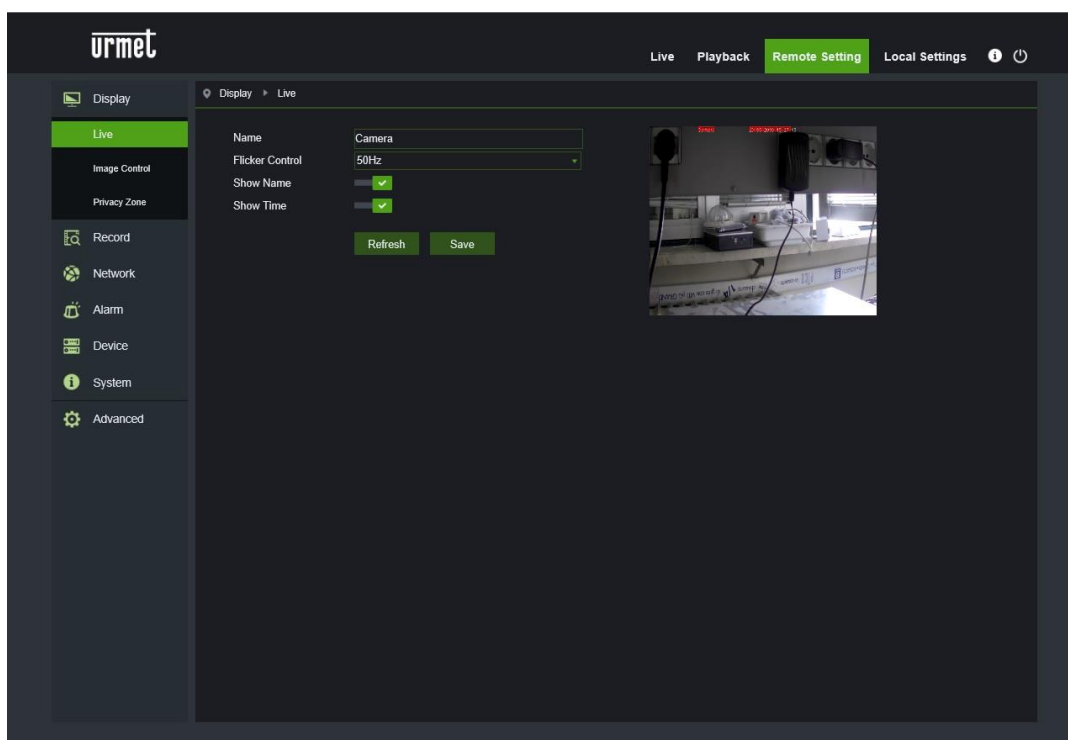 urmet
Live Playback Remote Setting Local Settings
Display
Display Live
Live
Image Control
Privacy Zone
Record
Network
Alarm
Device
System
Advanced
Name Camera
Flicker Control 50Hz
Show Name
Show Time
Refresh Save